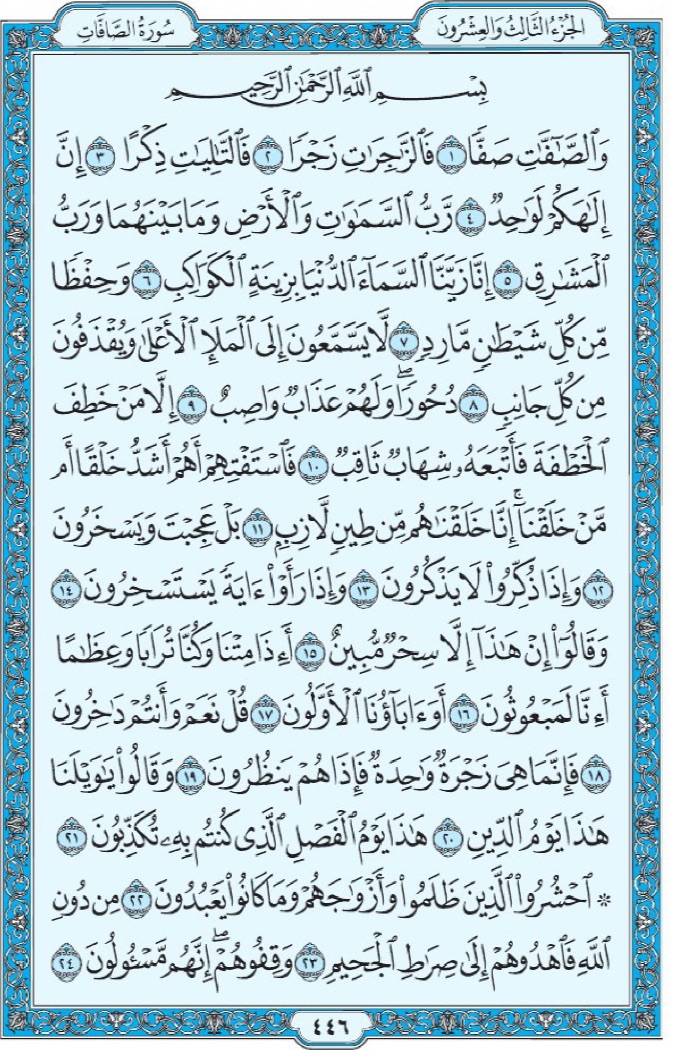 الجزء الثالث والعشرون
سورة الصافات
بِسْمِ ٱللَّهِ ٱلرَّحْمَٰنِ ٱلرَّحِيمِ
وَٱلصَّٰٓفَّٰتِ صَفًّا ١ فَٱلزَّٰجِرَٰتِ زَجْرًا ٢ فَٱلتَّٰلِيَٰتِ ذِكْرًا ٣ إِنَّ
إِلَٰهَكُمْ لَوَٰحِدٌ ٤ رَّبُّ ٱلسَّمَٰوَٰتِ وَٱلْأَرْضِ وَمَا بَيْنَهُمَا وَرَبُّ
ٱلْمَشَٰرِقِ ٥ إِنَّا زَيَّنَّا ٱلسَّمَآءَ ٱلدُّنْيَا بِزِينَةٍ ٱلْكَوَاكِبِ ٦ وَحِفْظًا
مِّن كُلِّ شَيْطَٰنٍ مَّارِدٍ ٧ لَّا يَسَّمَّعُونَ إِلَى ٱلْمَلَإِ ٱلْأَعْلَىٰ وَيُقْذَفُونَ
مِن كُلِّ جَانِبٍ ٨ دُحُورًا ۖ وَلَهُمْ عَذَابٌ وَاصِبٌ ٩ إِلَّا مَنْ خَطِفَ
ٱلْخَطْفَةَ فَأَتْبَعَهُۥ شِهَابٌ ثَاقِبٌ ١٠ فَٱسْتَفْتِهِمْ أَهُمْ أَشَدُّ خَلْقًا أَم
مَّنْ خَلَقْنَآ ۚ إِنَّا خَلَقْنَٰهُم مِّن طِينٍ لَّازِبٍۭ ١١ بَلْ عَجِبْتَ وَيَسْخَرُونَ
١٢ وَإِذَا ذُكِّرُوا۟ لَا يَذْكُرُونَ ١٣ وَإِذَا رَأَوْا۟ ءَايَةً يَسْتَسْخِرُونَ ١٤
وَقَالُوٓا۟ إِنْ هَٰذَآ إِلَّا سِحْرٌ مُّبِينٌ ١٥ أَءِذَا مِتْنَا وَكُنَّا تُرَابًا وَعِظَٰمًا
أَءِنَّا لَمَبْعُوثُونَ ١٦ أَوَءَابَآؤُنَا ٱلْأَوَّلُونَ ١٧ قُلْ نَعَمْ وَأَنتُمْ دَٰخِرُونَ
١٨ فَإِنَّمَا هِىَ زَجْرَةٌ وَٰحِدَةٌ فَإِذَا هُمْ يَنظُرُونَ ١٩ وَقَالُوا۟ يَٰوَيْلَنَا
هَٰذَا يَوْمُ ٱلدِّينِ ٢٠ هَٰذَا يَوْمُ ٱلْفَصْلِ ٱلَّذِى كُنتُم بِهِۦ تُكَذِّبُونَ ٢١
۞ ٱحْشُرُوا۟ ٱلَّذِينَ ظَلَمُوا۟ وَأَزْوَٰجَهُمْ وَمَا كَانُوا۟ يَعْبُدُونَ ٢٢ مِن دُونِ
ٱللَّهِ فَٱهْدُوهُمْ إِلَىٰ صِرَٰطِ ٱلْجَحِيمِ ٢٣ وَقِفُوهُمْ ۖ إِنَّهُم مَّسْـُٔولُونَ ٢٤
٤٤٦